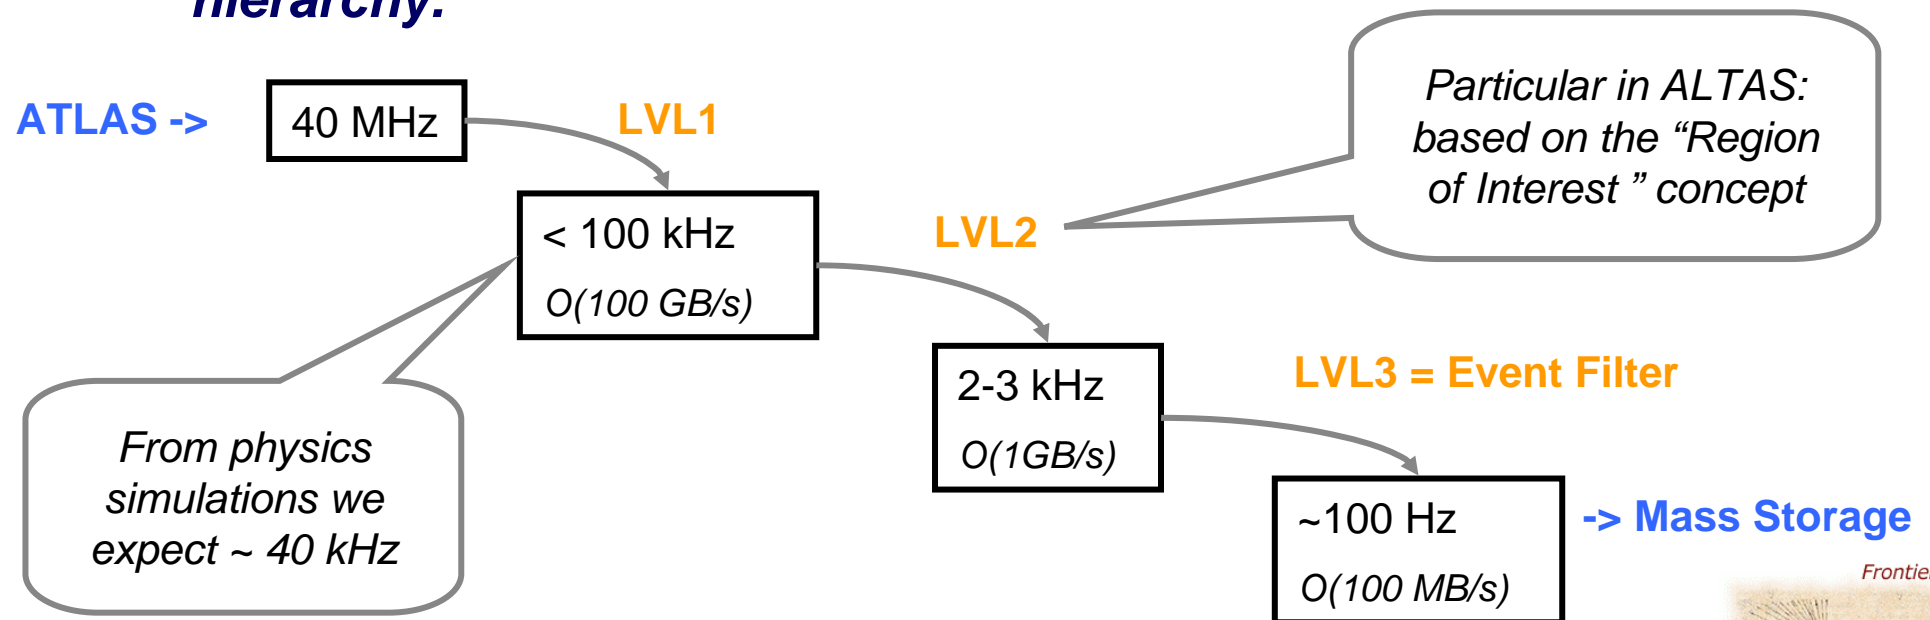 hierarchy.
ATLAS ->
40 MHz
LVL1
Particular in ALTAS:
based on the “Region
of Interest ” concept
< 100 kHz
O(100 GB/s)
LVL2
2-3 kHz
O(1GB/s)
LVL3 = Event Filter
From physics
simulations we
expect ~ 40 kHz
~100 Hz
O(100 MB/s)
-> Mass Storage